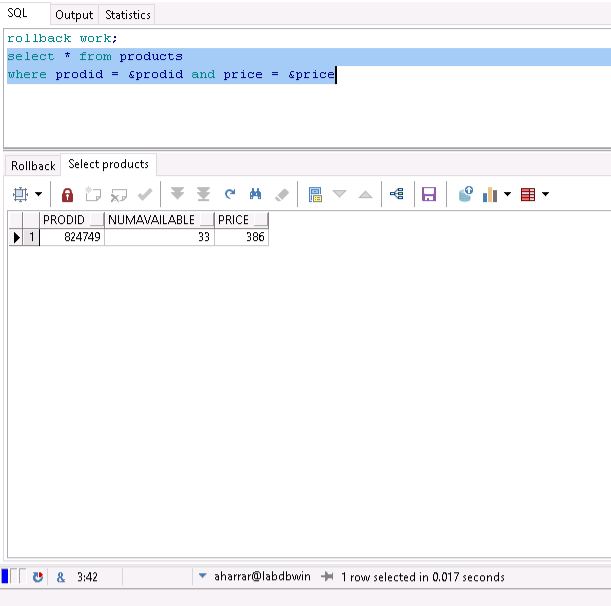 SQL Output Statistics
rollback work;
select * from products
where prodid = &prodid and price = &price
Rollback Select products
PRODID NUMAVAILABLE PRICE
1 824749 33 386
& 3:42 aharrar@labdbwin 1 row selected in 0.017 seconds